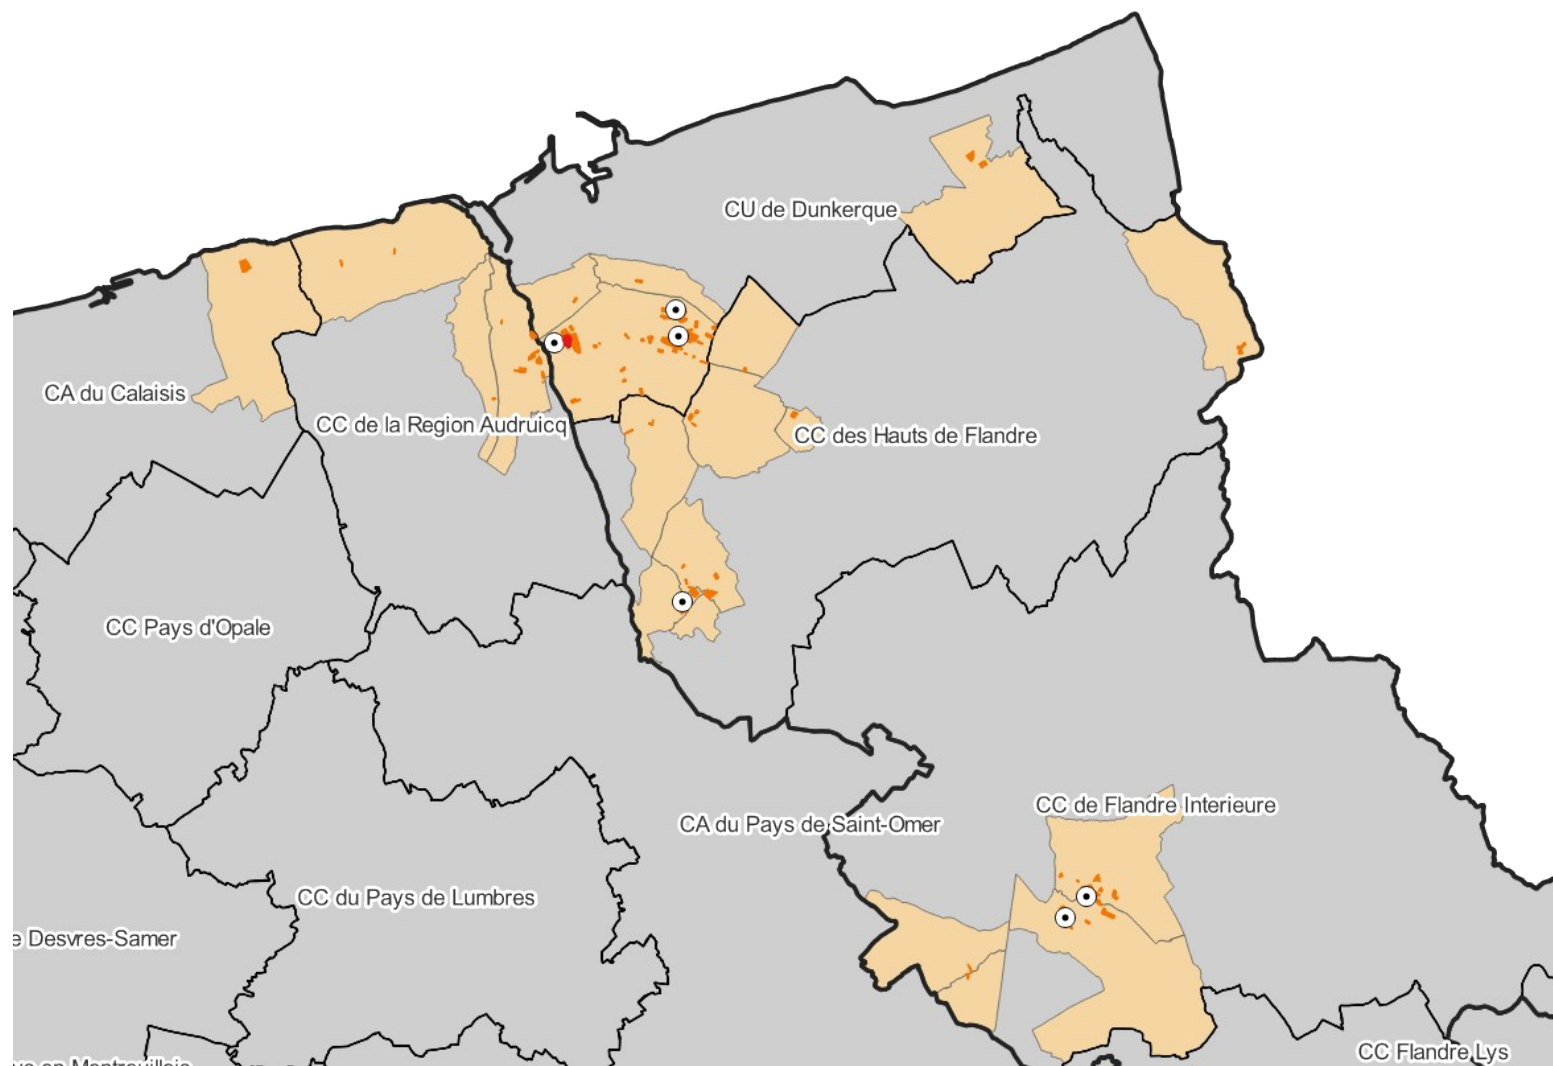 CU de Dunkerque
CA du Calaisis
CC de la Region Audruicq
CC des Hauts de Flandre
CC Pays d'Opale
CC de Flandre Interieure
CA du Pays de Saint-Omer
CC du Pays de Lumbres
e Desvres-Samer
CC Flandre Lys